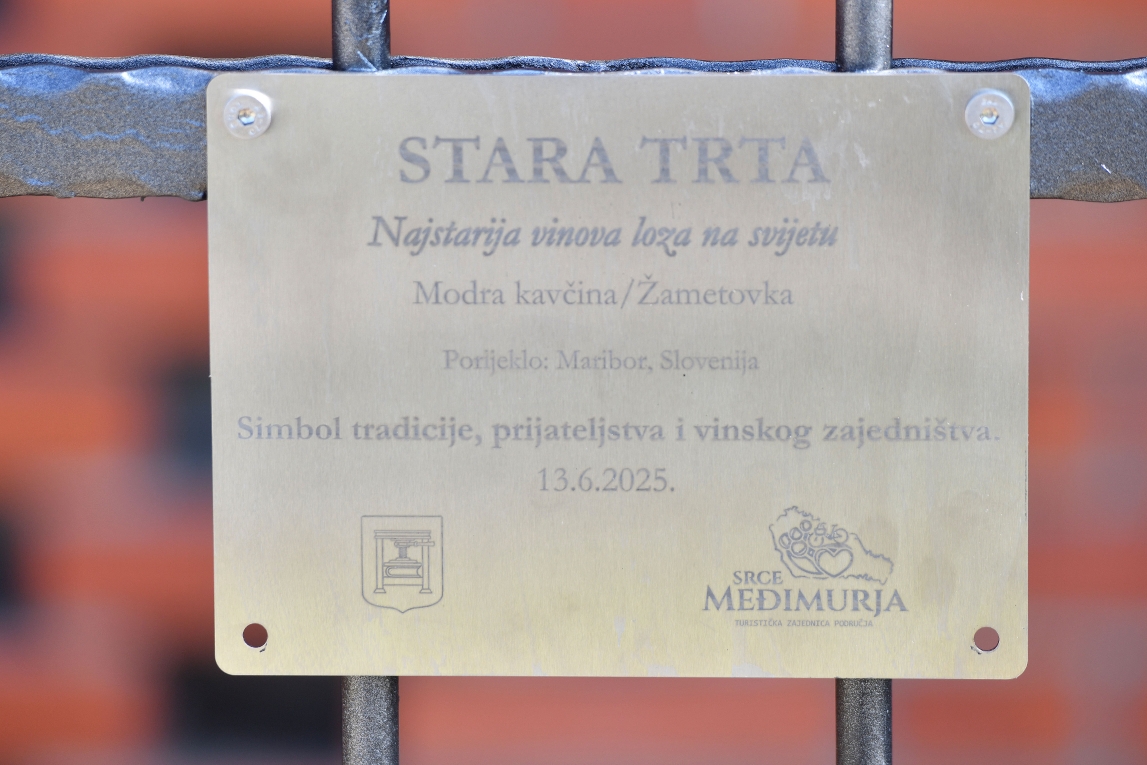 STARA TRTA
Najstarija vinova loza na svijetu
Modra kavčina/Žametovka
Porijeklo: Maribor, Slovenija
Simbol tradicije, prijateljstva i vinskog zajedništva.
13.6.2025.
SRCE
MEĐIMURJA
TURISTIČKA ZAJEDNICA PODRUČJA